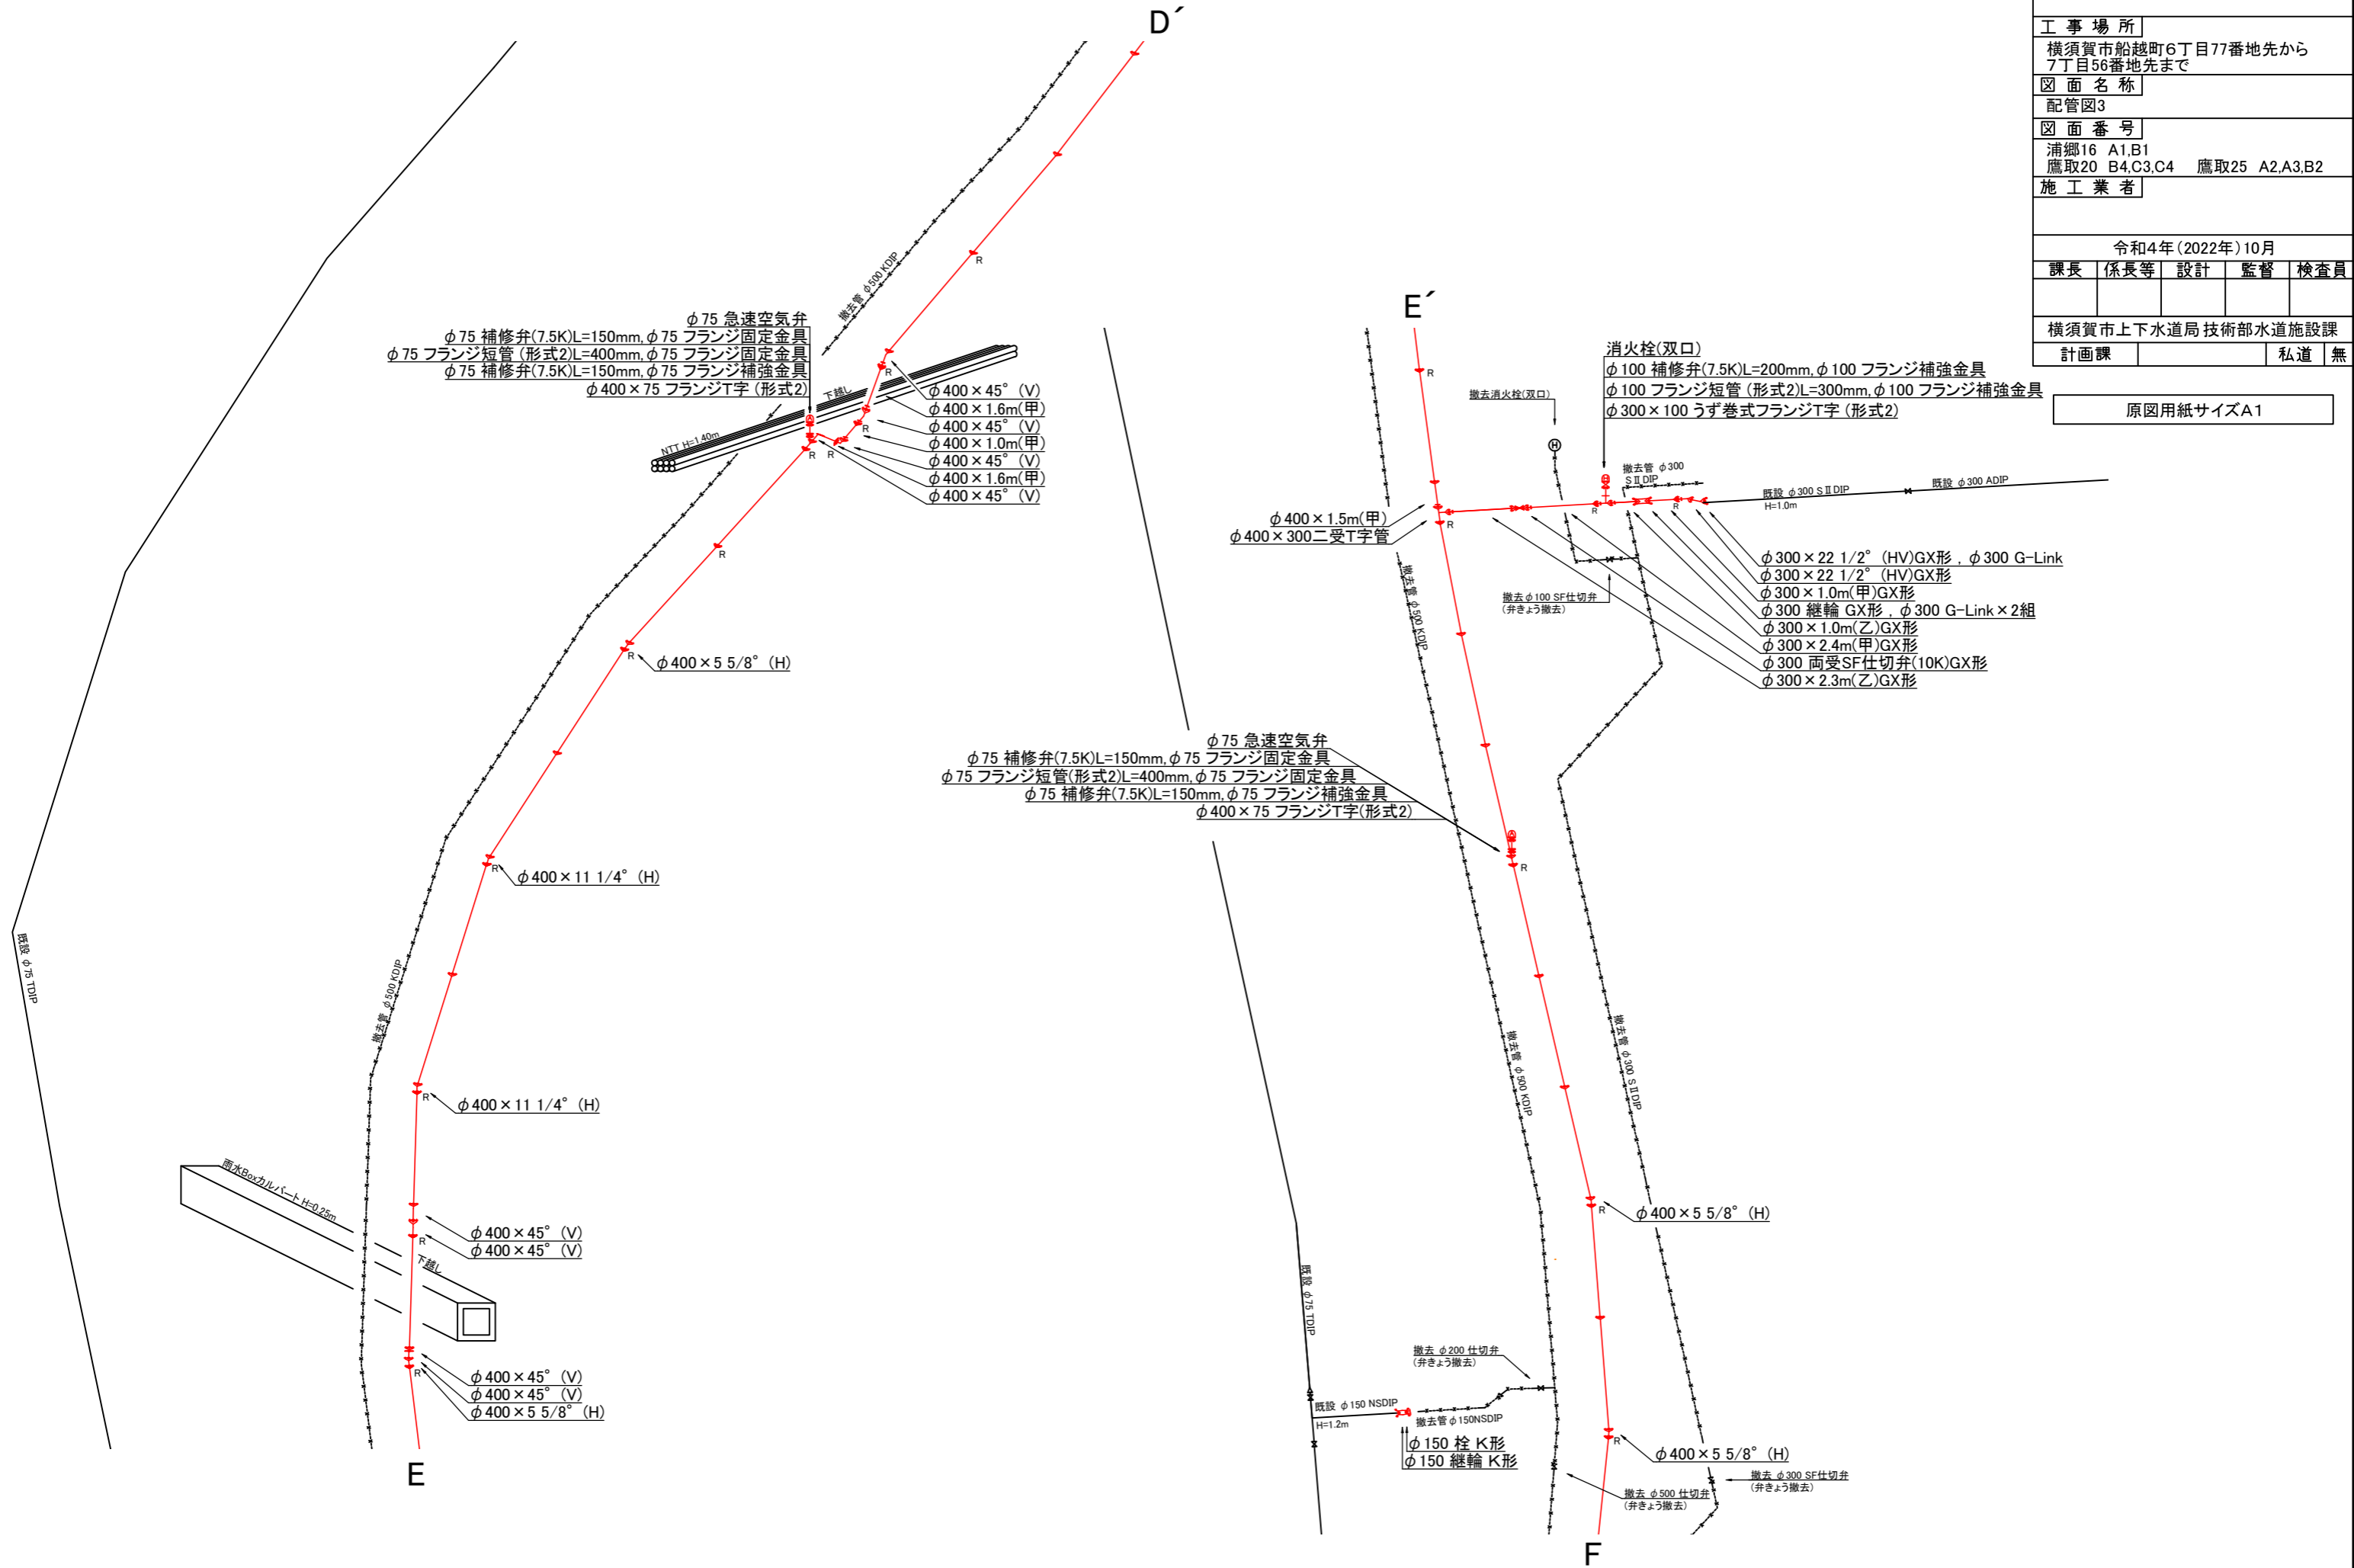 工事場所
横須賀市船越町6丁目77番地先から
7丁目56番地先まで
図面名称
配管図3
図面番号
浦郷16 A1,B1
鷹取20 B4,C3,C4 鷹取25 A2,A3,B2
施工業者
令和4年(2022年)10月
課長 係長等 設計 監督 検査員
横須賀市上下水道局技術部水道施設課
計画課 私道 無
原図用紙サイズA1
D´
撤去管 φ500 KDIP
φ75 急速空気弁
φ75 補修弁(7.5K)L=150mm,φ75 フランジ固定金具
φ75 フランジ短管 (形式2)L=400mm,φ75 フランジ固定金具
φ75 補修弁(7.5K)L=150mm,φ75 フランジ補強金具
φ400×75 フランジT字 (形式2)
下越し
NTT H=1.40m
φ400×45° (V)
φ400×1.6m(甲)
φ400×45° (V)
φ400×1.0m(甲)
φ400×45° (V)
φ400×1.6m(甲)
φ400×45° (V)
R
R
R
R
R
R
φ400×5 5/8° (H)
R
φ400×11 1/4° (H)
R
既設 φ75 TDIP
撤去管 φ500 KDIP
φ400×11 1/4° (H)
R
雨水Boxカルバート H=0.25m
φ400×45° (V)
φ400×45° (V)
R
下越し
φ400×45° (V)
φ400×45° (V)
φ400×5 5/8° (H)
R
E
E´
R
消火栓(双口)
φ100 補修弁(7.5K)L=200mm,φ100 フランジ補強金具
φ100 フランジ短管 (形式2)L=300mm,φ100 フランジ補強金具
φ300×100 うず巻式フランジT字 (形式2)
撤去消火栓(双口)
H
撤去管 φ300
SⅡDIP
既設 φ300 SⅡDIP
H=1.0m
既設 φ300 ADIP
φ400×1.5m(甲)
φ400×300二受T字管
R
R
R
φ300×22 1/2° (HV)GX形 , φ300 G-Link
φ300×22 1/2° (HV)GX形
φ300×1.0m(甲)GX形
φ300 継輪 GX形 , φ300 G-Link×2組
φ300×1.0m(乙)GX形
φ300×2.4m(甲)GX形
φ300 両受SF仕切弁(10K)GX形
φ300×2.3m(乙)GX形
撤去 φ100 SF仕切弁
(弁きょう撤去)
撤去管 φ500 KDIP
φ75 急速空気弁
φ75 補修弁(7.5K)L=150mm,φ75 フランジ固定金具
φ75 フランジ短管(形式2)L=400mm,φ75 フランジ固定金具
φ75 補修弁(7.5K)L=150mm,φ75 フランジ補強金具
φ400×75 フランジT字(形式2)
R
撤去管 φ500 KDIP
撤去管 φ300 SⅡDIP
φ400×5 5/8° (H)
R
既設 φ75 TDIP
撤去 φ200 仕切弁
(弁きょう撤去)
既設 φ150 NSDIP
H=1.2m
撤去管φ150NSDIP
φ150 栓 K形
φ150 継輪 K形
φ400×5 5/8° (H)
R
撤去 φ500 仕切弁
(弁きょう撤去)
撤去 φ300 SF仕切弁
(弁きょう撤去)
F